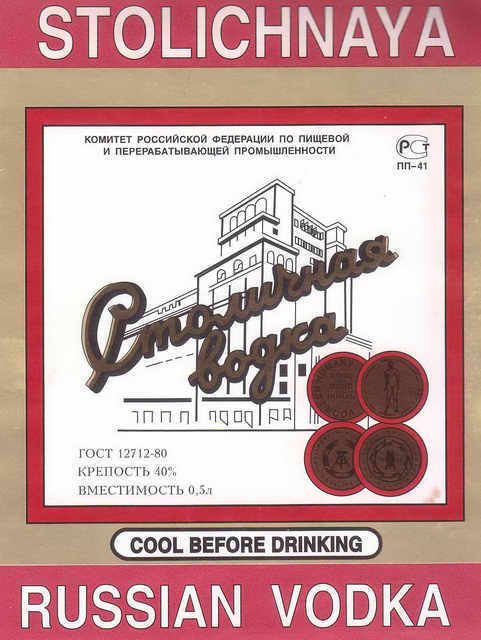 STOLICHNAYA
КОМИТЕТ РОССИЙСКОЙ ФЕДЕРАЦИИ ПО ПИЩЕВОЙ
И ПЕРЕРАБАТЫВАЮЩЕЙ ПРОМЫШЛЕННОСТИ
РСТ
ПП-41
Столичная
водка
ГОСТ 12712-80
КРЕПОСТЬ 40%
ВМЕСТИМОСТЬ 0,5л
COOL BEFORE DRINKING
RUSSIAN VODKA